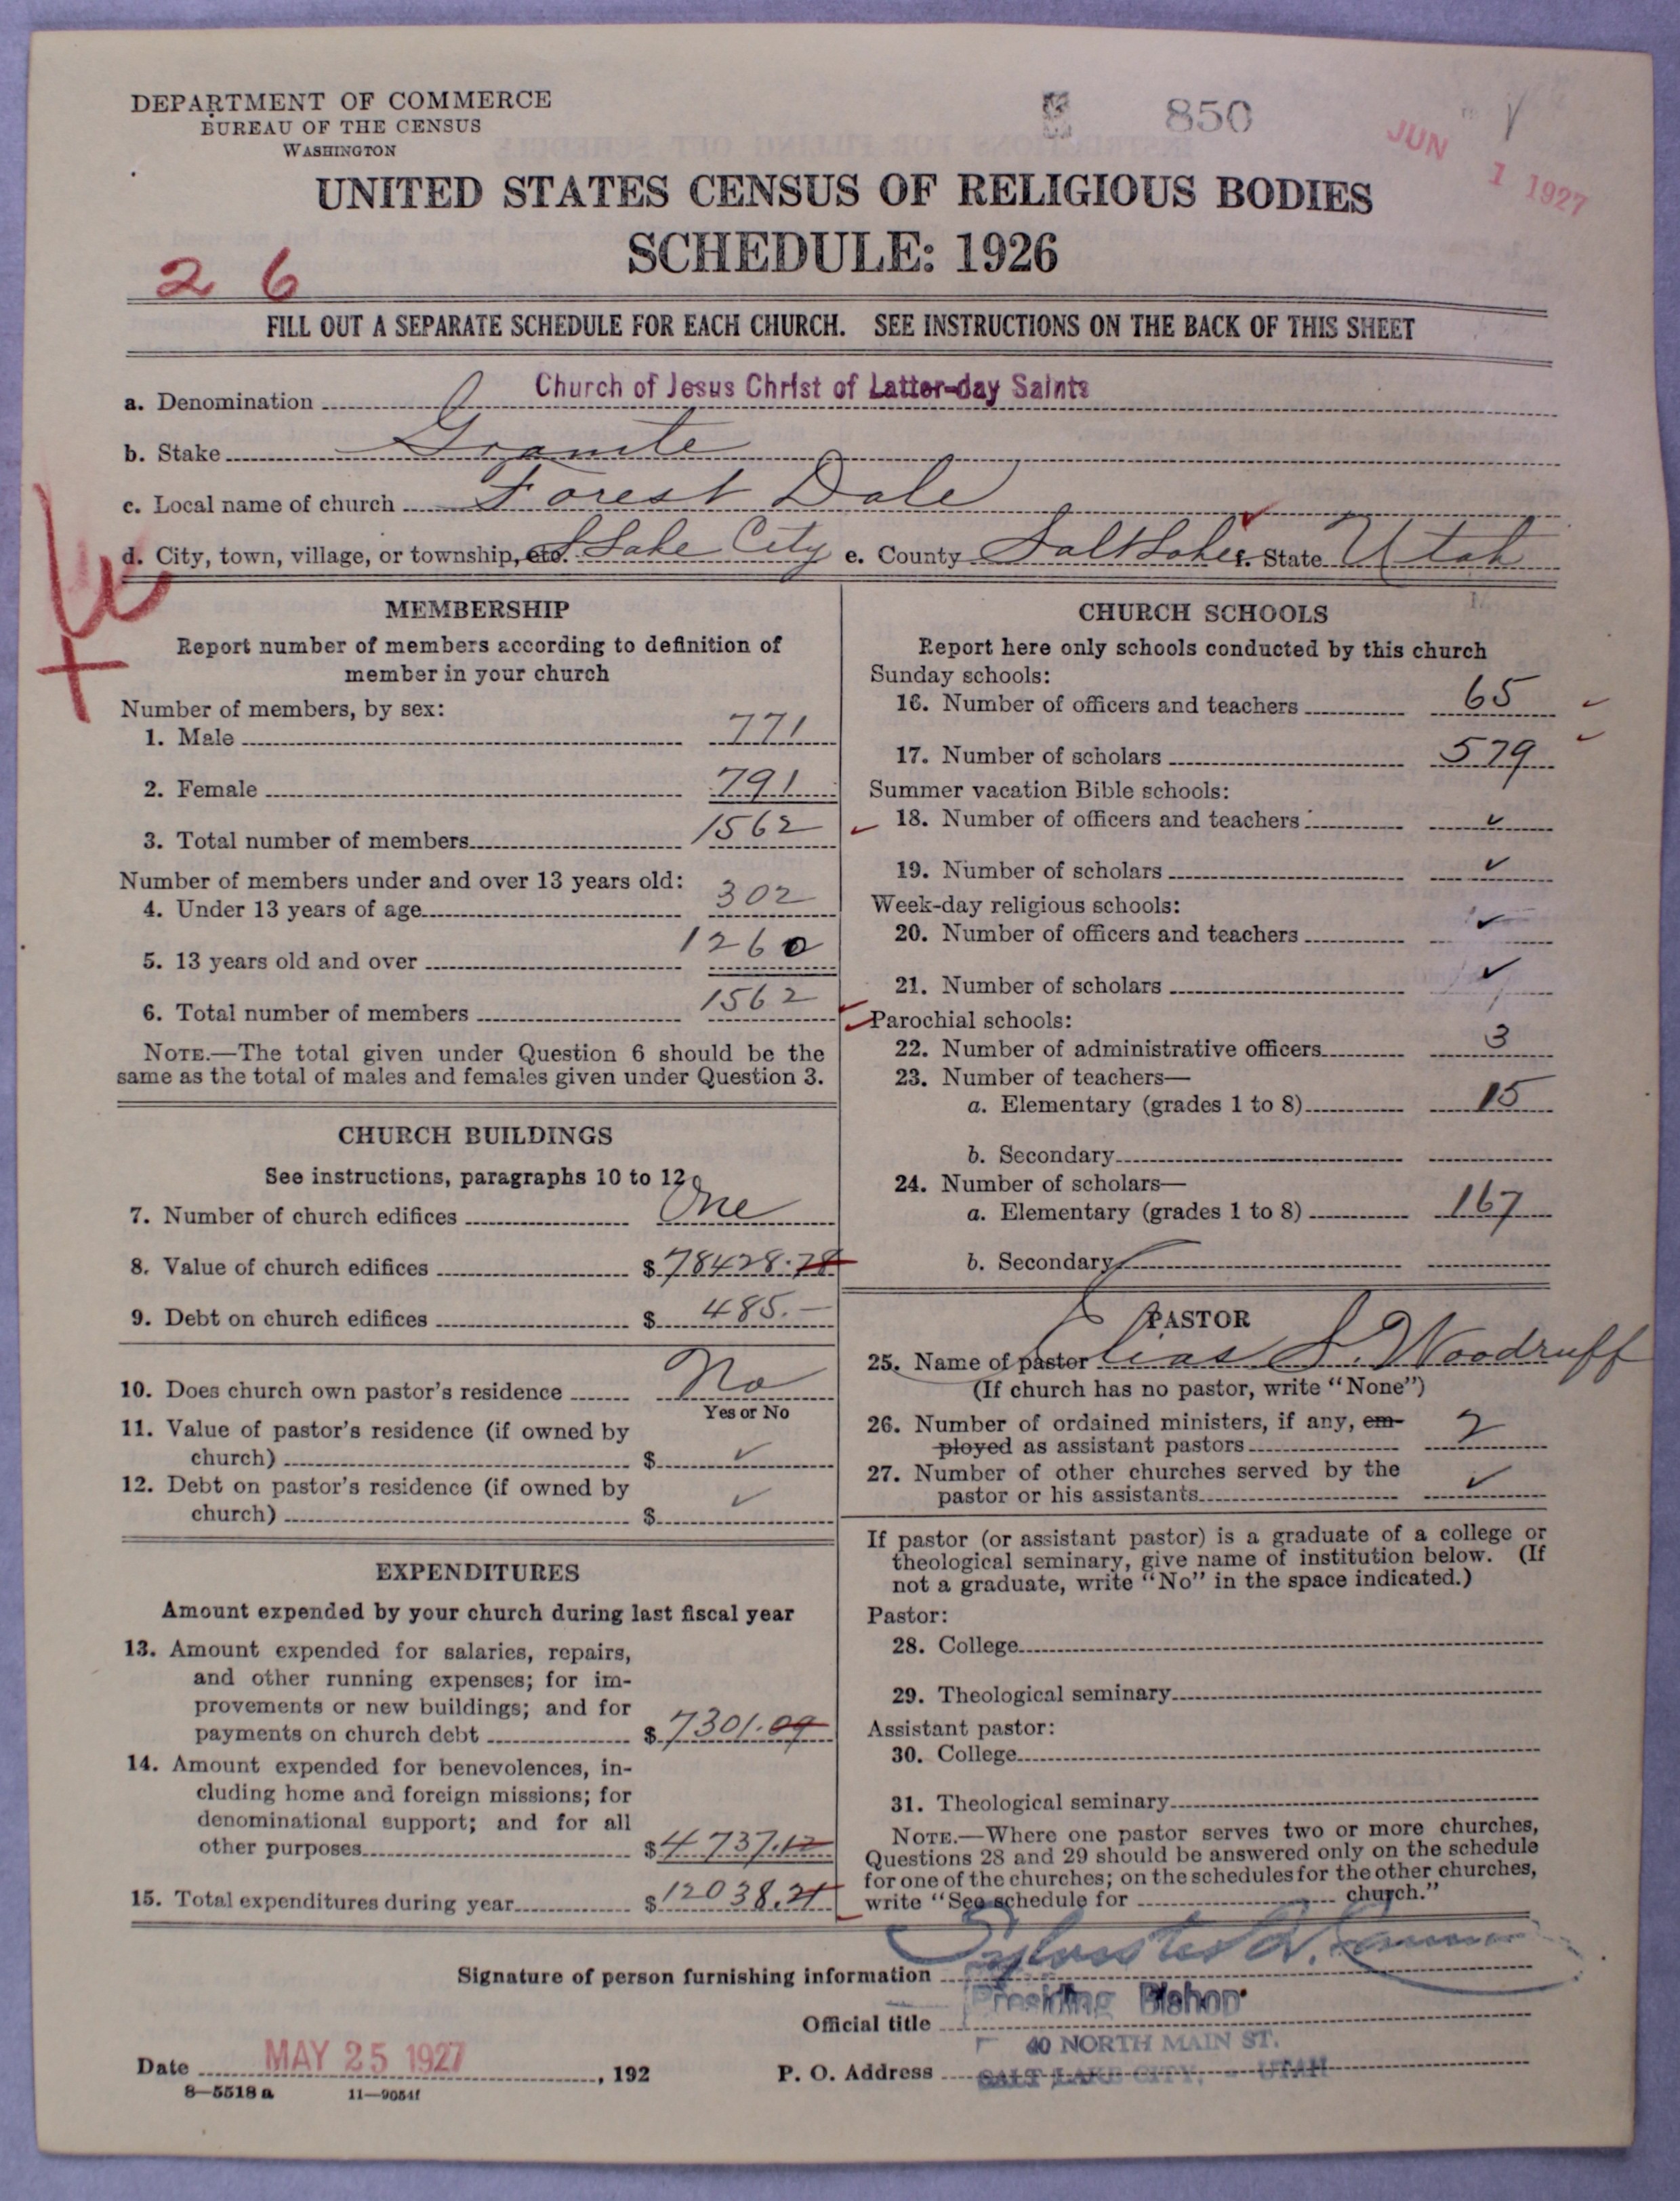 DEPARTMENT OF COMMERCE
BUREAU OF THE CENSUS
WASHINGTON
850
JUN 1 1927
UNITED STATES CENSUS OF RELIGIOUS BODIES
SCHEDULE: 1926
26
FILL OUT A SEPARATE SCHEDULE FOR EACH CHURCH. SEE INSTRUCTIONS ON THE BACK OF THIS SHEET
a. Denomination Church of Jesus Christ of Latter-day Saints
b. Stake Granite
c. Local name of church Forest Dale
d. City, town, village, or township, etc. S Lake City e. County Salt Lake f. State Utah
MEMBERSHIP
Report number of members according to definition of
member in your church
Number of members, by sex:
1. Male 771
2. Female 791
3. Total number of members 1562
Number of members under and over 13 years old:
4. Under 13 years of age 302
5. 13 years old and over 1260
6. Total number of members 1562
NOTE.—The total given under Question 6 should be the
same as the total of males and females given under Question 3.
CHURCH BUILDINGS
See instructions, paragraphs 10 to 12
7. Number of church edifices One
8. Value of church edifices $78428.78
9. Debt on church edifices $485.—
10. Does church own pastor's residence No
Yes or No
11. Value of pastor's residence (if owned by
church) $ ✓
12. Debt on pastor's residence (if owned by
church) $ ✓
EXPENDITURES
Amount expended by your church during last fiscal year
13. Amount expended for salaries, repairs,
and other running expenses; for im-
provements or new buildings; and for
payments on church debt $7301.09
14. Amount expended for benevolences, in-
cluding home and foreign missions; for
denominational support; and for all
other purposes $4737.12
15. Total expenditures during year $12038.21
CHURCH SCHOOLS
Report here only schools conducted by this church
Sunday schools:
16. Number of officers and teachers 65
17. Number of scholars 579
Summer vacation Bible schools:
18. Number of officers and teachers ✓
19. Number of scholars ✓
Week-day religious schools:
20. Number of officers and teachers ✓
21. Number of scholars ✓
Parochial schools:
22. Number of administrative officers 3
23. Number of teachers—
a. Elementary (grades 1 to 8) 15
b. Secondary
24. Number of scholars—
a. Elementary (grades 1 to 8) 167
b. Secondary
PASTOR
25. Name of pastor Elias S. Woodruff
(If church has no pastor, write "None")
26. Number of ordained ministers, if any, em-
ployed as assistant pastors 2
27. Number of other churches served by the
pastor or his assistants ✓
If pastor (or assistant pastor) is a graduate of a college or
theological seminary, give name of institution below. (If
not a graduate, write "No" in the space indicated.)
Pastor:
28. College
29. Theological seminary
Assistant pastor:
30. College
31. Theological seminary
NOTE.—Where one pastor serves two or more churches,
Questions 28 and 29 should be answered only on the schedule
for one of the churches; on the schedules for the other churches,
write "See schedule for church."
Signature of person furnishing information Sylvester Q. Cannon
Official title Presiding Bishop
Date MAY 25 1927, 192
P. O. Address 40 NORTH MAIN ST.
SALT LAKE CITY, - UTAH
8—5518 a 11—9054f